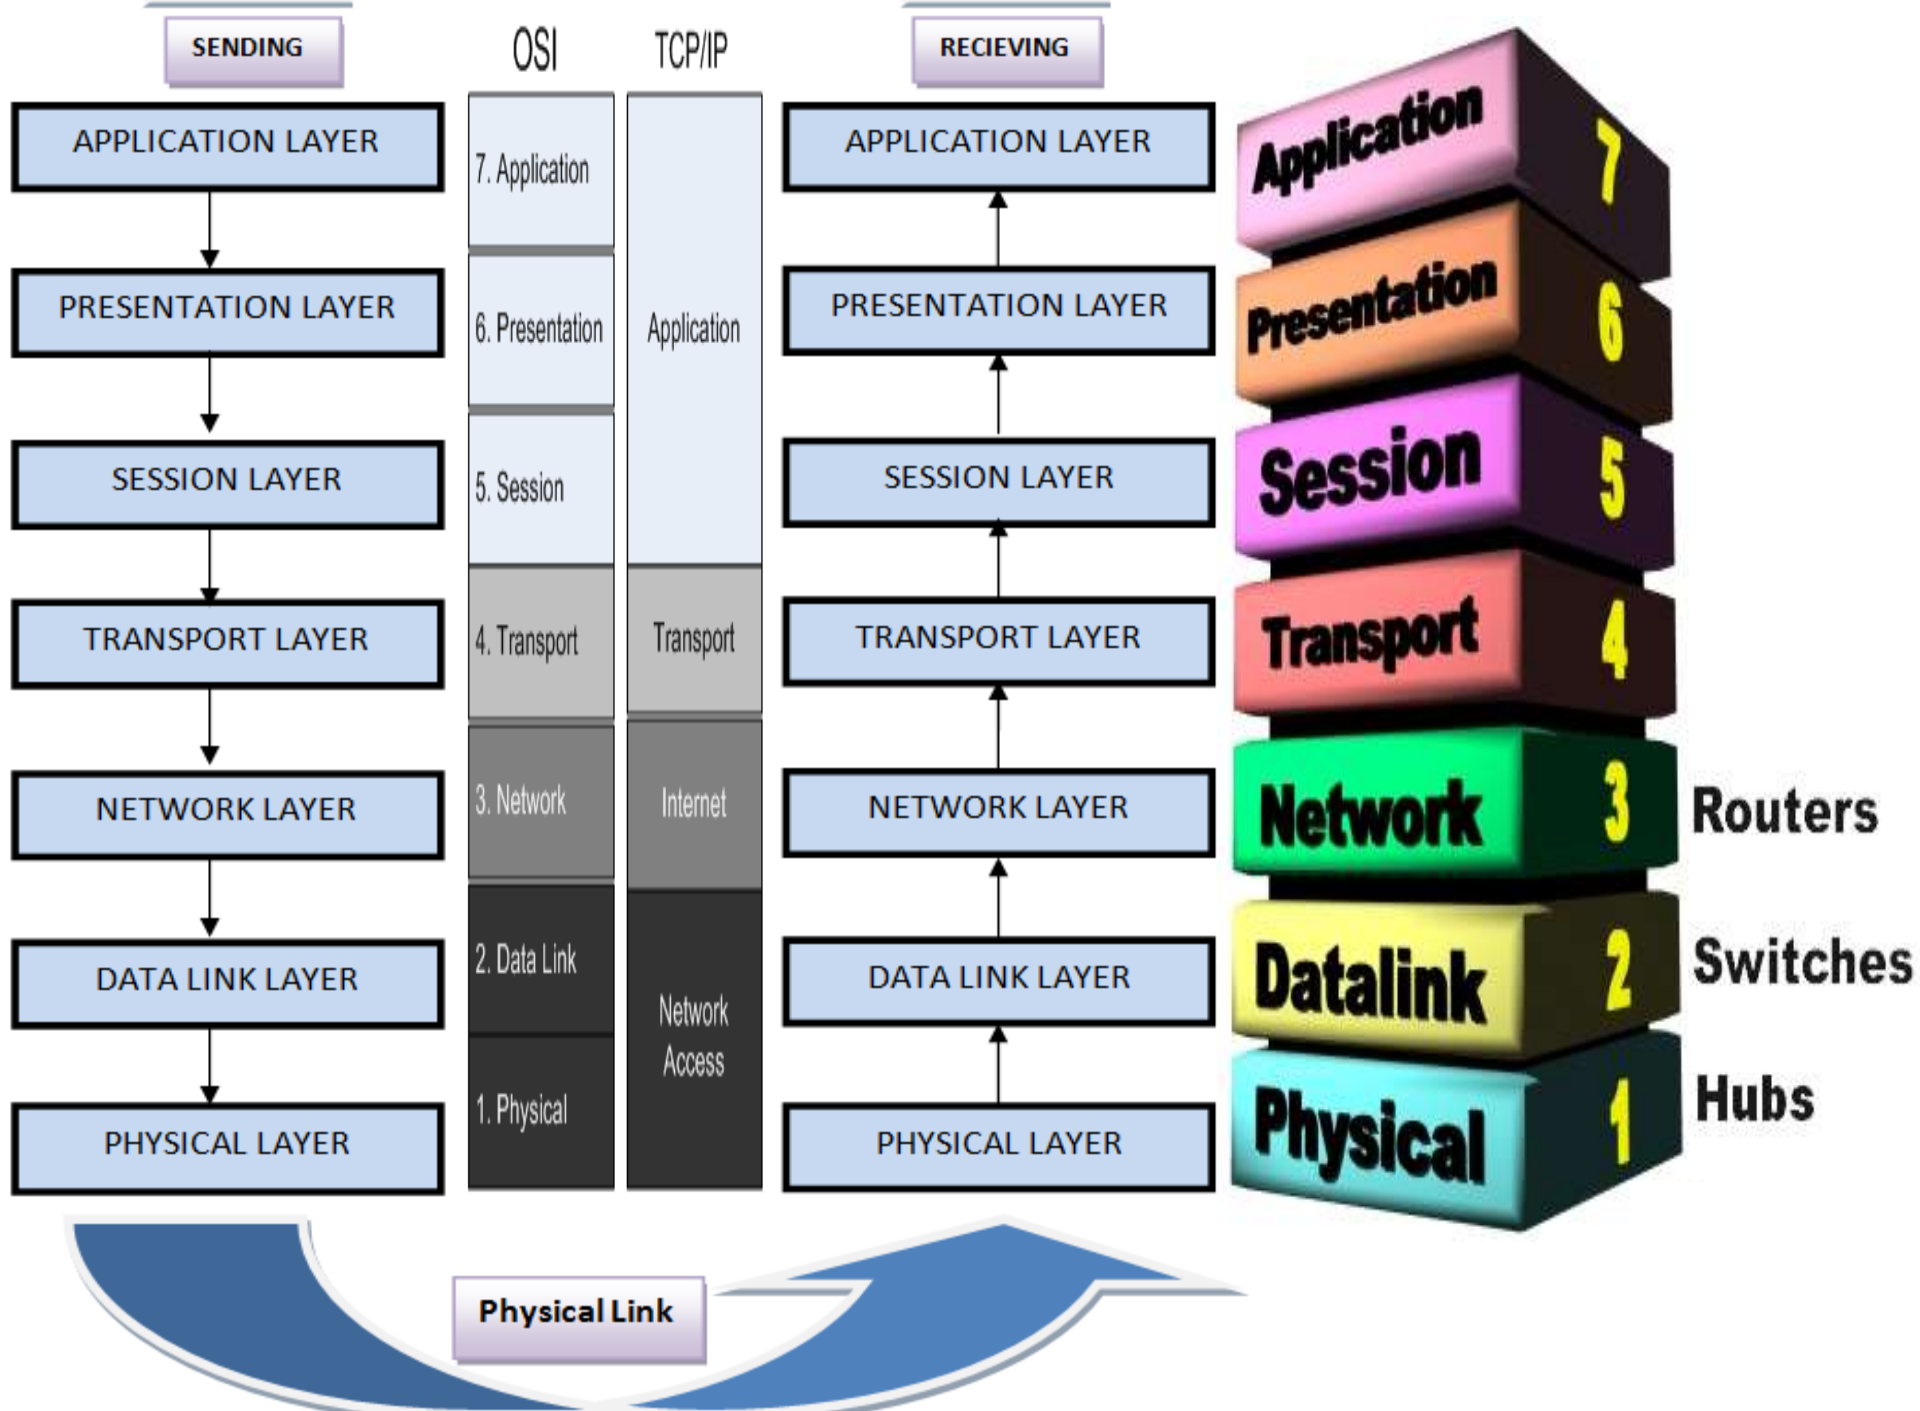 SENDING
APPLICATION LAYER
PRESENTATION LAYER
SESSION LAYER
TRANSPORT LAYER
NETWORK LAYER
DATA LINK LAYER
PHYSICAL LAYER
OSI
7. Application
6. Presentation
5. Session
4. Transport
3. Network
2. Data Link
1. Physical
TCP/IP
Application
Transport
Internet
Network
Access
RECIEVING
APPLICATION LAYER
PRESENTATION LAYER
SESSION LAYER
TRANSPORT LAYER
NETWORK LAYER
DATA LINK LAYER
PHYSICAL LAYER
Physical Link
Application 7
Presentation 6
Session 5
Transport 4
Network 3 Routers
Datalink 2 Switches
Physical 1 Hubs